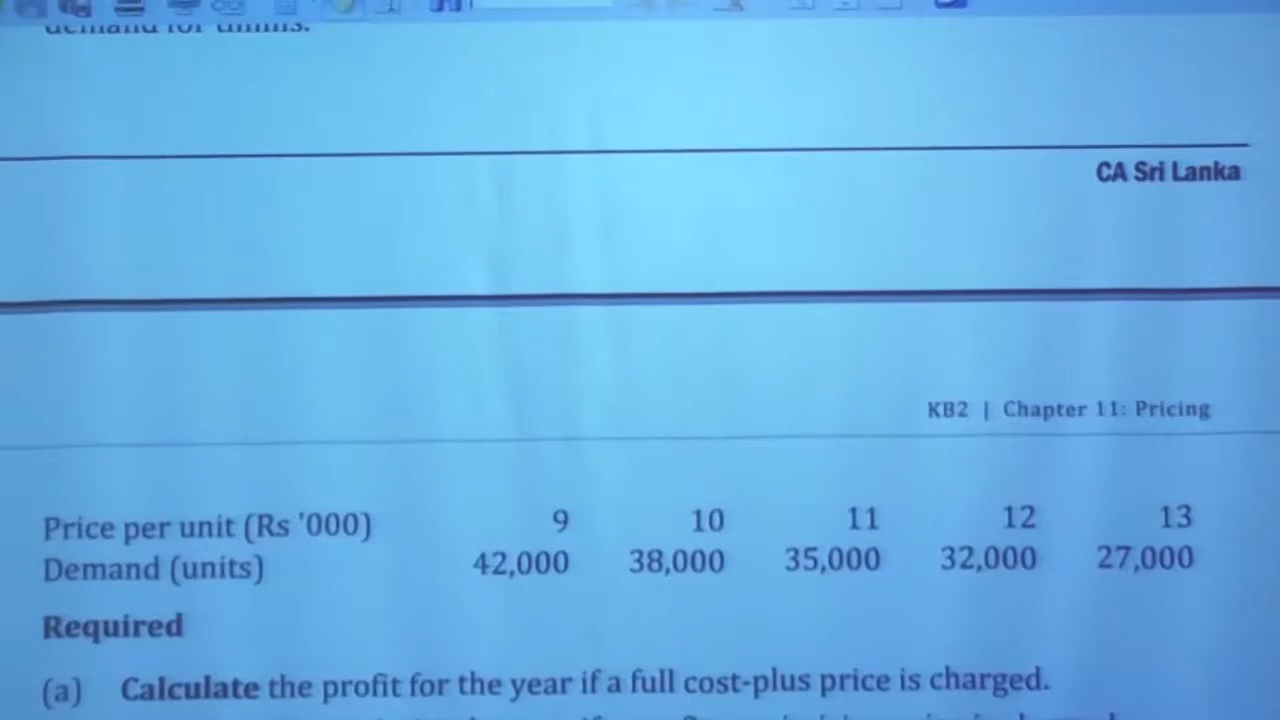 demand for
CA Sri Lanka
KB2 | Chapter 11: Pricing
Price per unit (Rs '000) 9 10 11 12 13
Demand (units) 42,000 38,000 35,000 32,000 27,000
Required
(a) Calculate the profit for the year if a full cost-plus price is charged.